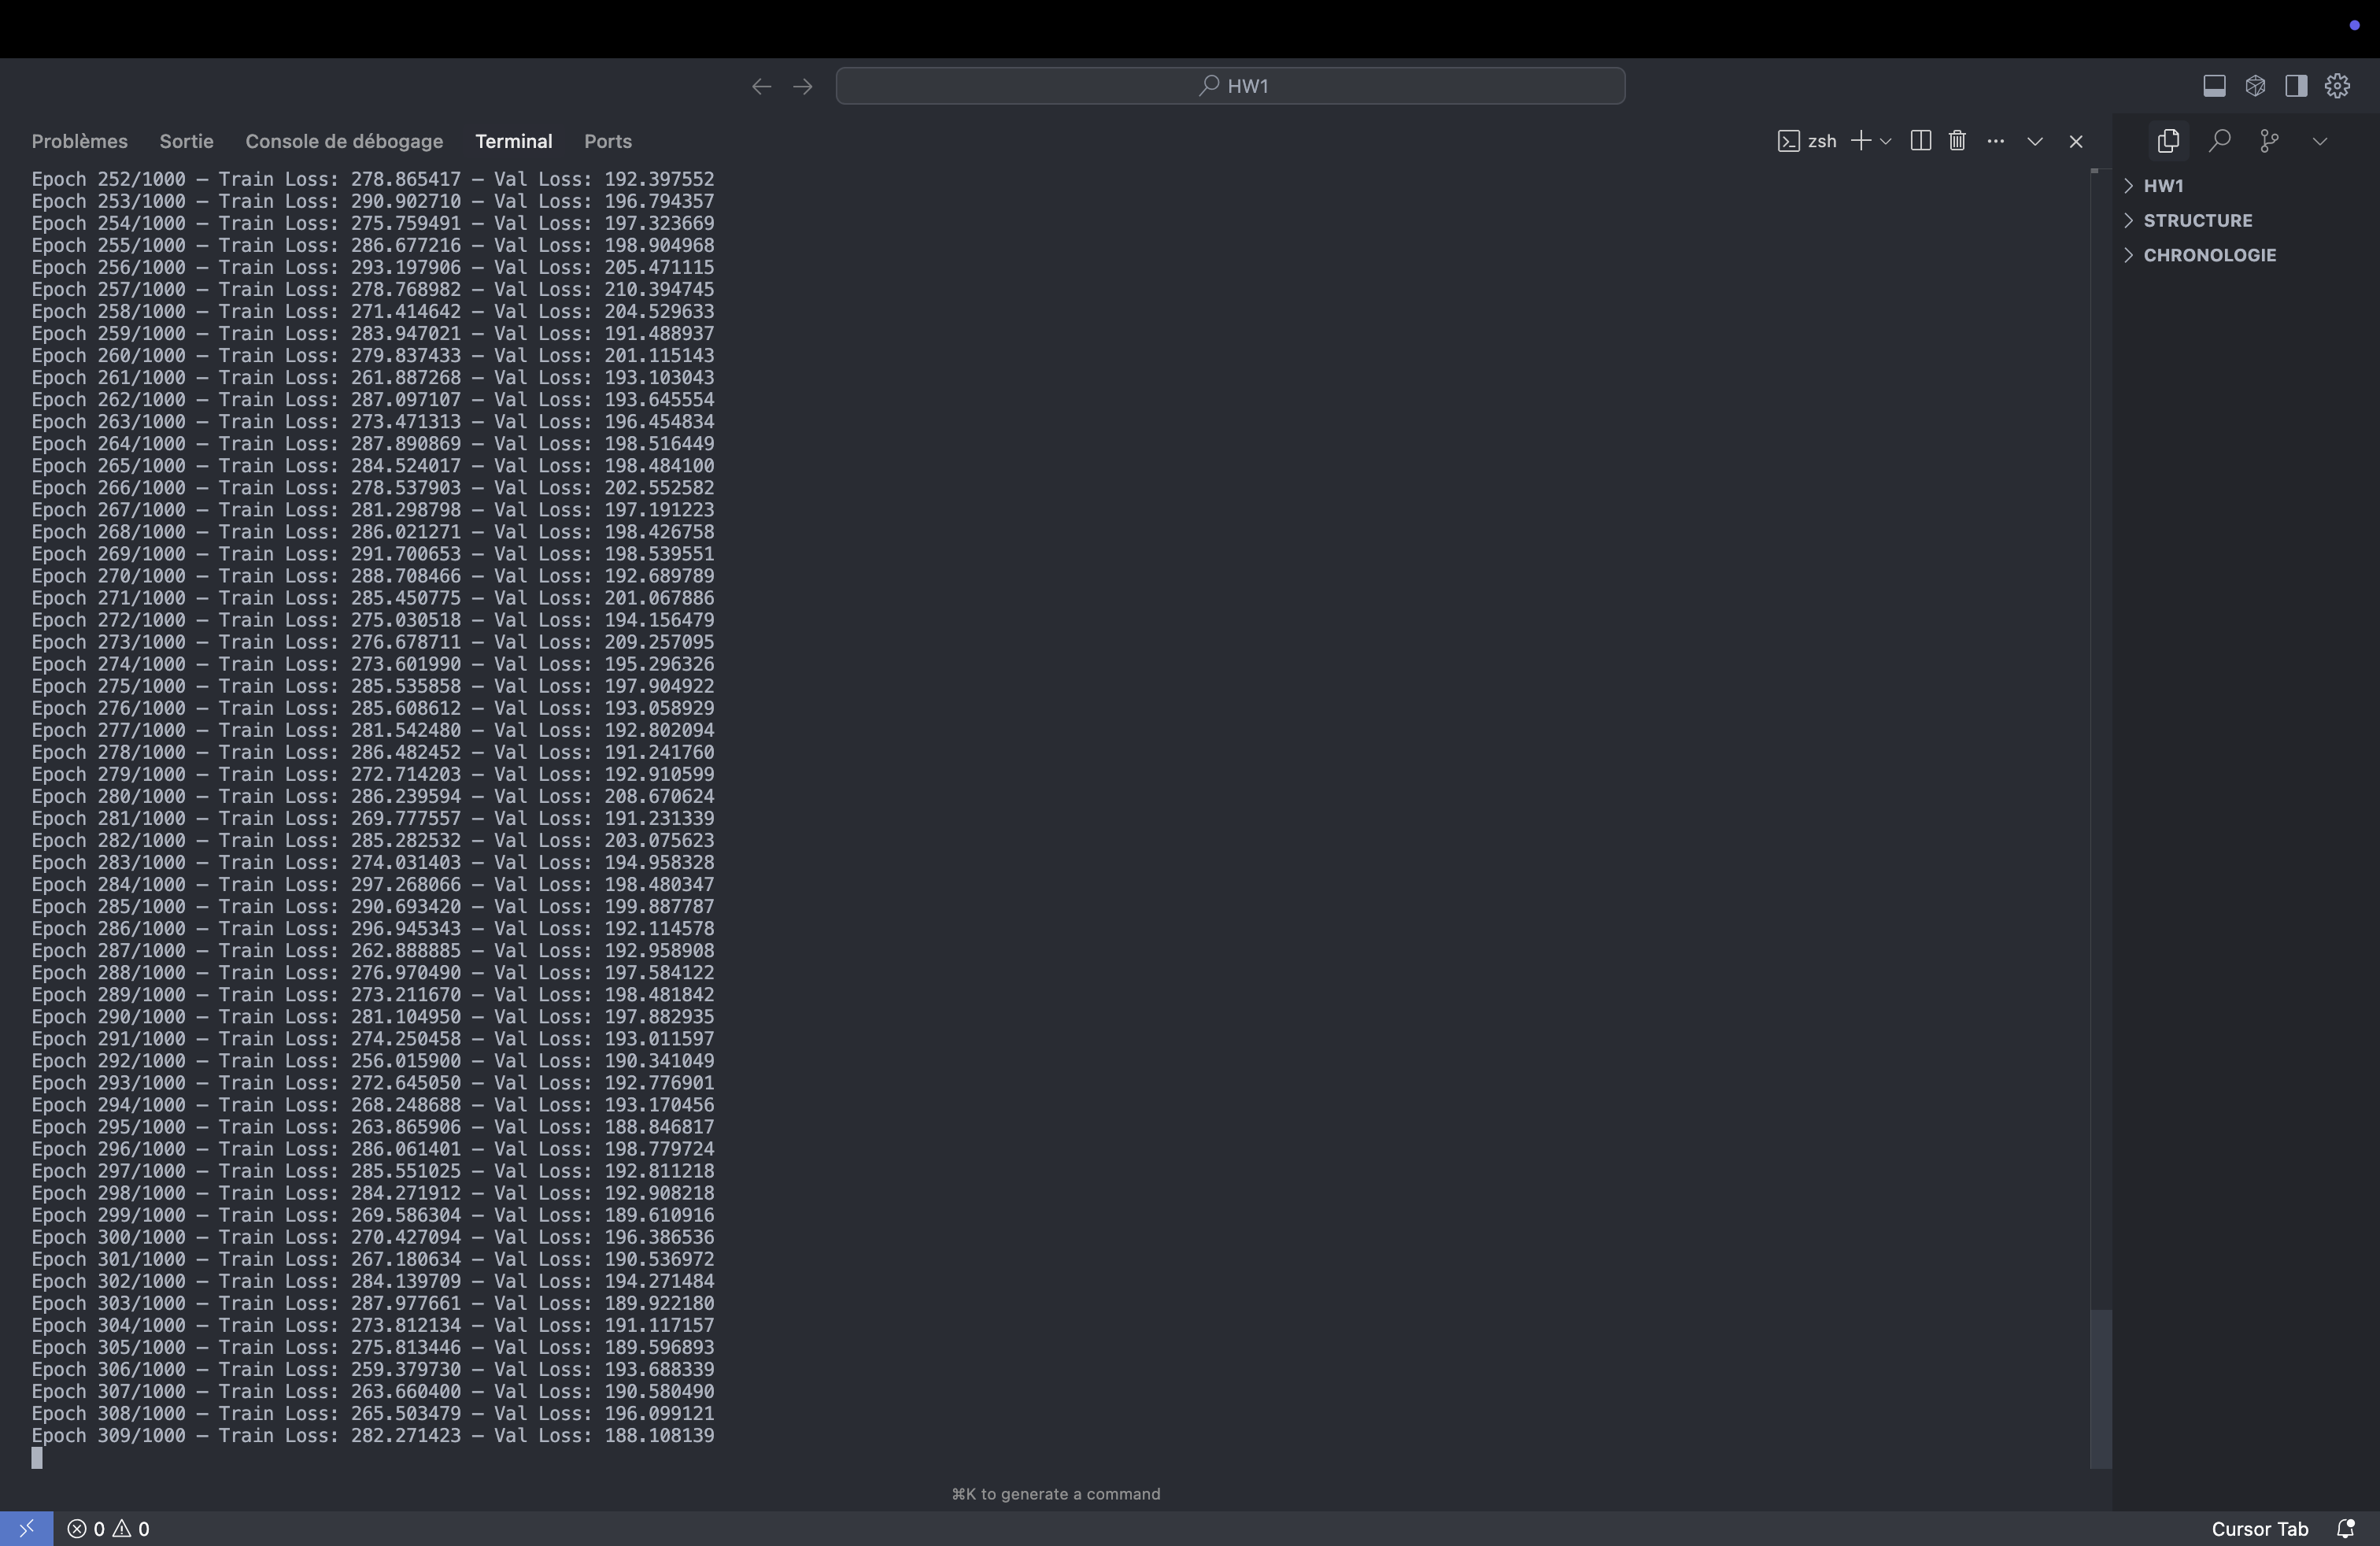 HW1
Problèmes Sortie Console de débogage Terminal Ports
zsh
Epoch 252/1000 — Train Loss: 278.865417 — Val Loss: 192.397552
Epoch 253/1000 — Train Loss: 290.902710 — Val Loss: 196.794357
Epoch 254/1000 — Train Loss: 275.759491 — Val Loss: 197.323669
Epoch 255/1000 — Train Loss: 286.677216 — Val Loss: 198.904968
Epoch 256/1000 — Train Loss: 293.197906 — Val Loss: 205.471115
Epoch 257/1000 — Train Loss: 278.768982 — Val Loss: 210.394745
Epoch 258/1000 — Train Loss: 271.414642 — Val Loss: 204.529633
Epoch 259/1000 — Train Loss: 283.947021 — Val Loss: 191.488937
Epoch 260/1000 — Train Loss: 279.837433 — Val Loss: 201.115143
Epoch 261/1000 — Train Loss: 261.887268 — Val Loss: 193.103043
Epoch 262/1000 — Train Loss: 287.097107 — Val Loss: 193.645554
Epoch 263/1000 — Train Loss: 273.471313 — Val Loss: 196.454834
Epoch 264/1000 — Train Loss: 287.890869 — Val Loss: 198.516449
Epoch 265/1000 — Train Loss: 284.524017 — Val Loss: 198.484100
Epoch 266/1000 — Train Loss: 278.537903 — Val Loss: 202.552582
Epoch 267/1000 — Train Loss: 281.298798 — Val Loss: 197.191223
Epoch 268/1000 — Train Loss: 286.021271 — Val Loss: 198.426758
Epoch 269/1000 — Train Loss: 291.700653 — Val Loss: 198.539551
Epoch 270/1000 — Train Loss: 288.708466 — Val Loss: 192.689789
Epoch 271/1000 — Train Loss: 285.450775 — Val Loss: 201.067886
Epoch 272/1000 — Train Loss: 275.030518 — Val Loss: 194.156479
Epoch 273/1000 — Train Loss: 276.678711 — Val Loss: 209.257095
Epoch 274/1000 — Train Loss: 273.601990 — Val Loss: 195.296326
Epoch 275/1000 — Train Loss: 285.535858 — Val Loss: 197.904922
Epoch 276/1000 — Train Loss: 285.608612 — Val Loss: 193.058929
Epoch 277/1000 — Train Loss: 281.542480 — Val Loss: 192.802094
Epoch 278/1000 — Train Loss: 286.482452 — Val Loss: 191.241760
Epoch 279/1000 — Train Loss: 272.714203 — Val Loss: 192.910599
Epoch 280/1000 — Train Loss: 286.239594 — Val Loss: 208.670624
Epoch 281/1000 — Train Loss: 269.777557 — Val Loss: 191.231339
Epoch 282/1000 — Train Loss: 285.282532 — Val Loss: 203.075623
Epoch 283/1000 — Train Loss: 274.031403 — Val Loss: 194.958328
Epoch 284/1000 — Train Loss: 297.268066 — Val Loss: 198.480347
Epoch 285/1000 — Train Loss: 290.693420 — Val Loss: 199.887787
Epoch 286/1000 — Train Loss: 296.945343 — Val Loss: 192.114578
Epoch 287/1000 — Train Loss: 262.888885 — Val Loss: 192.958908
Epoch 288/1000 — Train Loss: 276.970490 — Val Loss: 197.584122
Epoch 289/1000 — Train Loss: 273.211670 — Val Loss: 198.481842
Epoch 290/1000 — Train Loss: 281.104950 — Val Loss: 197.882935
Epoch 291/1000 — Train Loss: 274.250458 — Val Loss: 193.011597
Epoch 292/1000 — Train Loss: 256.015900 — Val Loss: 190.341049
Epoch 293/1000 — Train Loss: 272.645050 — Val Loss: 192.776901
Epoch 294/1000 — Train Loss: 268.248688 — Val Loss: 193.170456
Epoch 295/1000 — Train Loss: 263.865906 — Val Loss: 188.846817
Epoch 296/1000 — Train Loss: 286.061401 — Val Loss: 198.779724
Epoch 297/1000 — Train Loss: 285.551025 — Val Loss: 192.811218
Epoch 298/1000 — Train Loss: 284.271912 — Val Loss: 192.908218
Epoch 299/1000 — Train Loss: 269.586304 — Val Loss: 189.610916
Epoch 300/1000 — Train Loss: 270.427094 — Val Loss: 196.386536
Epoch 301/1000 — Train Loss: 267.180634 — Val Loss: 190.536972
Epoch 302/1000 — Train Loss: 284.139709 — Val Loss: 194.271484
Epoch 303/1000 — Train Loss: 287.977661 — Val Loss: 189.922180
Epoch 304/1000 — Train Loss: 273.812134 — Val Loss: 191.117157
Epoch 305/1000 — Train Loss: 275.813446 — Val Loss: 189.596893
Epoch 306/1000 — Train Loss: 259.379730 — Val Loss: 193.688339
Epoch 307/1000 — Train Loss: 263.660400 — Val Loss: 190.580490
Epoch 308/1000 — Train Loss: 265.503479 — Val Loss: 196.099121
Epoch 309/1000 — Train Loss: 282.271423 — Val Loss: 188.108139
⌘K to generate a command
HW1
STRUCTURE
CHRONOLOGIE
0 0
Cursor Tab